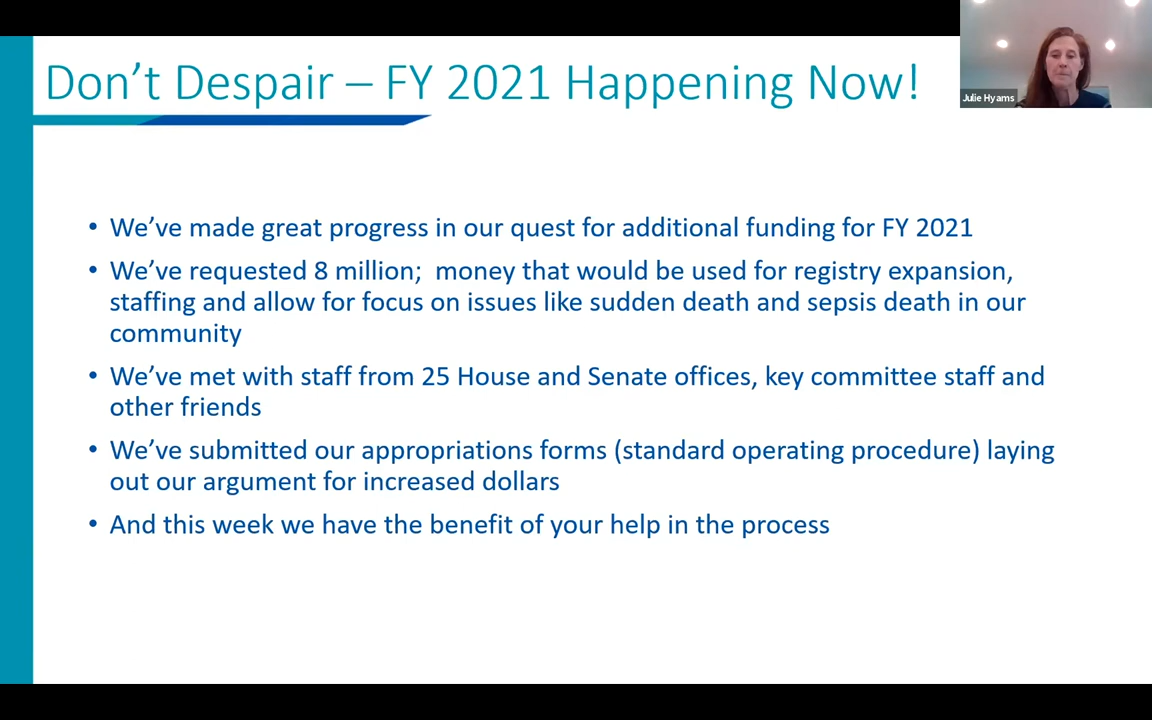 Don't Despair – FY 2021 Happening Now!
Julie Hyams
• We've made great progress in our quest for additional funding for FY 2021
• We've requested 8 million;  money that would be used for registry expansion,
staffing and allow for focus on issues like sudden death and sepsis death in our
community
• We've met with staff from 25 House and Senate offices, key committee staff and
other friends
• We've submitted our appropriations forms (standard operating procedure) laying
out our argument for increased dollars
• And this week we have the benefit of your help in the process